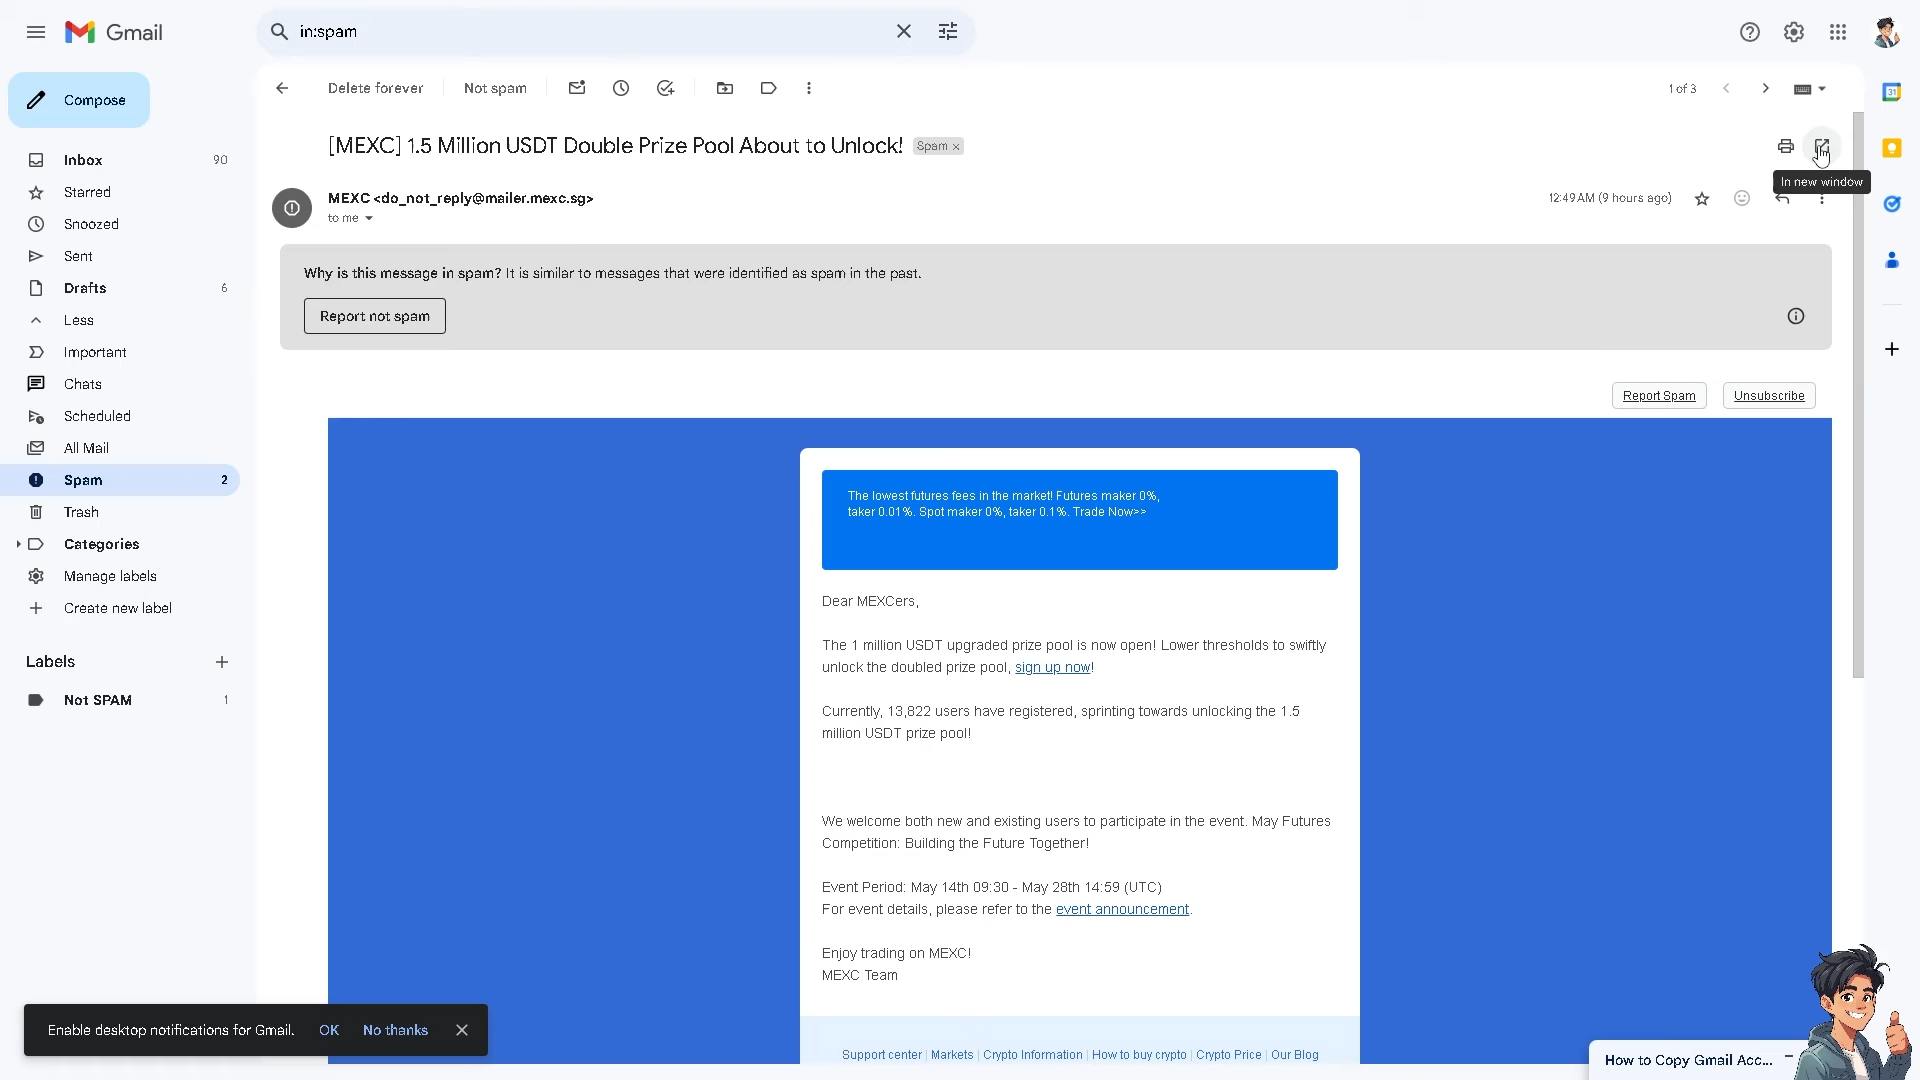 Gmail
in:spam
Compose
Delete forever
Not spam
1 of 3
[MEXC] 1.5 Million USDT Double Prize Pool About to Unlock!
Spam ×
In new window
MEXC <do_not_reply@mailer.mexc.sg>
12:49 AM (9 hours ago)
to me
Why is this message in spam? It is similar to messages that were identified as spam in the past.
Report not spam
Report Spam
Unsubscribe
Inbox 90
Starred
Snoozed
Sent
Drafts 6
Less
Important
Chats
Scheduled
All Mail
Spam 2
Trash
Categories
Manage labels
Create new label
Labels
Not SPAM 1
The lowest futures fees in the market! Futures maker 0%,
taker 0.01%. Spot maker 0%, taker 0.1%. Trade Now>>
Dear MEXCers,
The 1 million USDT upgraded prize pool is now open! Lower thresholds to swiftly
unlock the doubled prize pool, sign up now!
Currently, 13,822 users have registered, sprinting towards unlocking the 1.5
million USDT prize pool!
We welcome both new and existing users to participate in the event. May Futures
Competition: Building the Future Together!
Event Period: May 14th 09:30 - May 28th 14:59 (UTC)
For event details, please refer to the event announcement.
Enjoy trading on MEXC!
MEXC Team
Support center | Markets | Crypto Information | How to buy crypto | Crypto Price | Our Blog
Enable desktop notifications for Gmail. OK No thanks
How to Copy Gmail Acc...
31